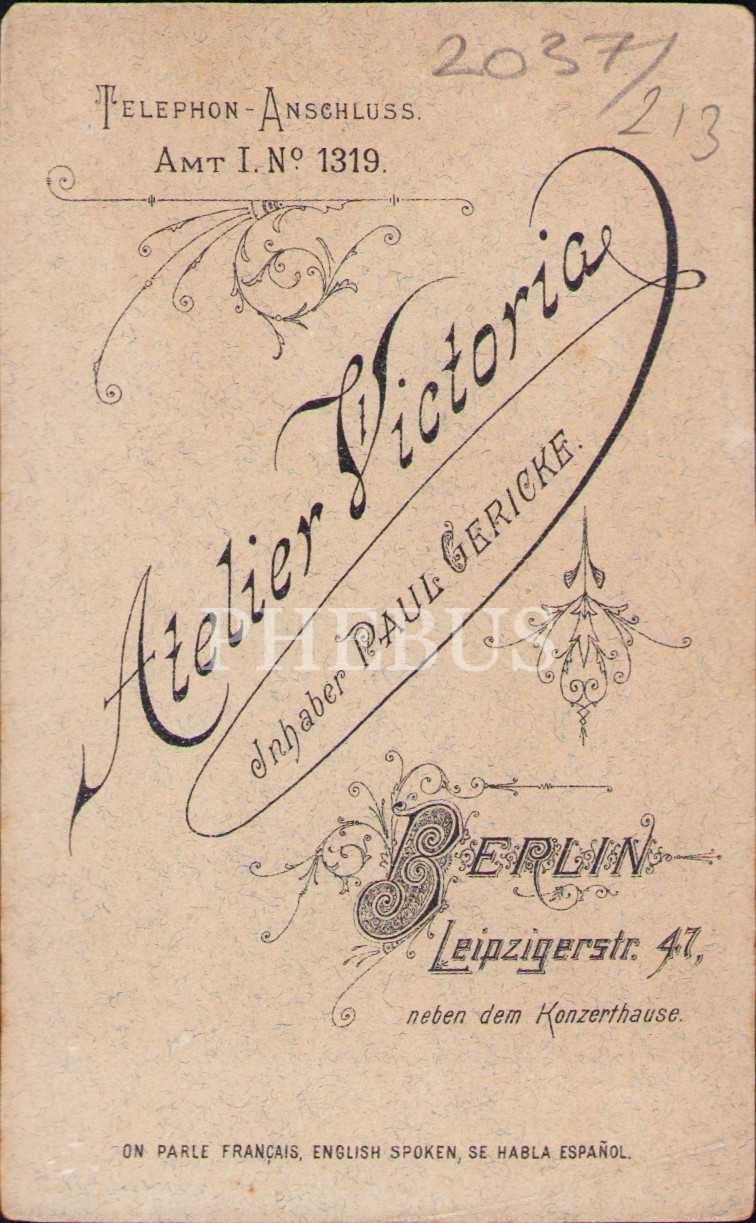 2037/
213
TELEPHON-ANSCHLUSS.
AMT I. Nº 1319.
Atelier Victoria
Inhaber PAUL GERICKE.
PHEBUS
BERLIN
Leipzigerstr. 47,
neben dem Konzerthause.
ON PARLE FRANÇAIS, ENGLISH SPOKEN, SE HABLA ESPAÑOL.